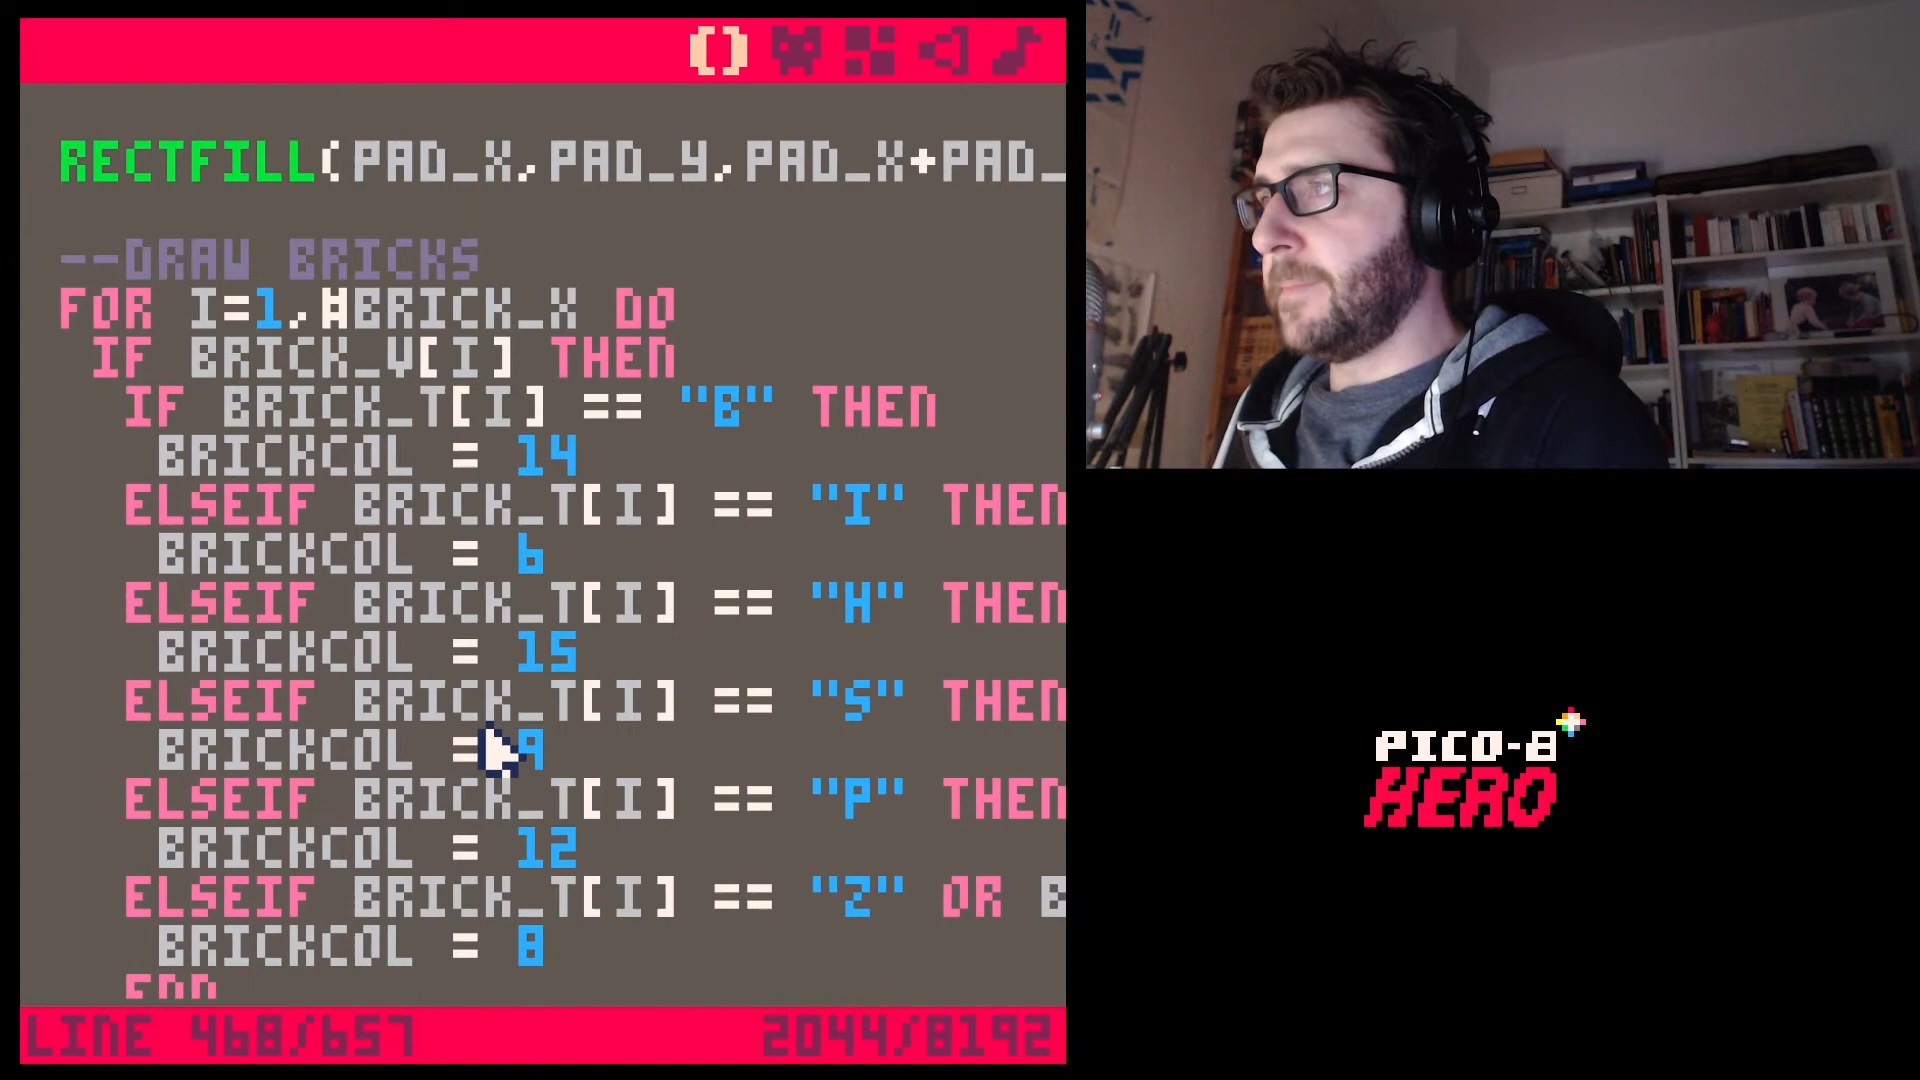 RECTFILL(PAD_X,PAD_Y,PAD_X+PAD_
--DRAW BRICKS
FOR I=1,#BRICK_X DO
IF BRICK_V[I] THEN
IF BRICK_T[I] == "B" THEN
BRICKCOL = 14
ELSEIF BRICK_T[I] == "I" THEN
BRICKCOL = 6
ELSEIF BRICK_T[I] == "H" THEN
BRICKCOL = 15
ELSEIF BRICK_T[I] == "S" THEN
BRICKCOL = 9
ELSEIF BRICK_T[I] == "P" THEN
BRICKCOL = 12
ELSEIF BRICK_T[I] == "Z" OR B
BRICKCOL = 8
END
LINE 468/657
2044/8192
PICO-8
HERO